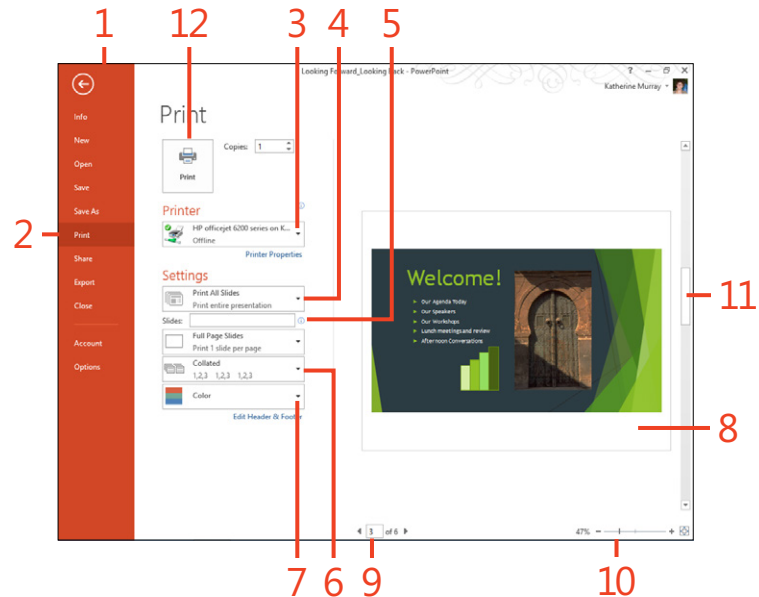 1 12 3 4 5
Looking Forward_Looking Back - PowerPoint
?
Katherine Murray
Info
New
Open
Save
Save As
Print
Share
Export
Close
Account
Options
2
Print
Print
Copies: 1
Printer
HP officejet 6200 series on K...
Offline
Printer Properties
Settings
Print All Slides
Print entire presentation
Slides:
Full Page Slides
Print 1 slide per page
Collated
1,2,3 1,2,3 1,2,3
Color
Edit Header & Footer
Welcome!
Our Agenda Today
Our Speakers
Our Workshops
Lunch meetings and review
Afternoon Conversations
11
8
3 of 6
47%
7 6 9 10